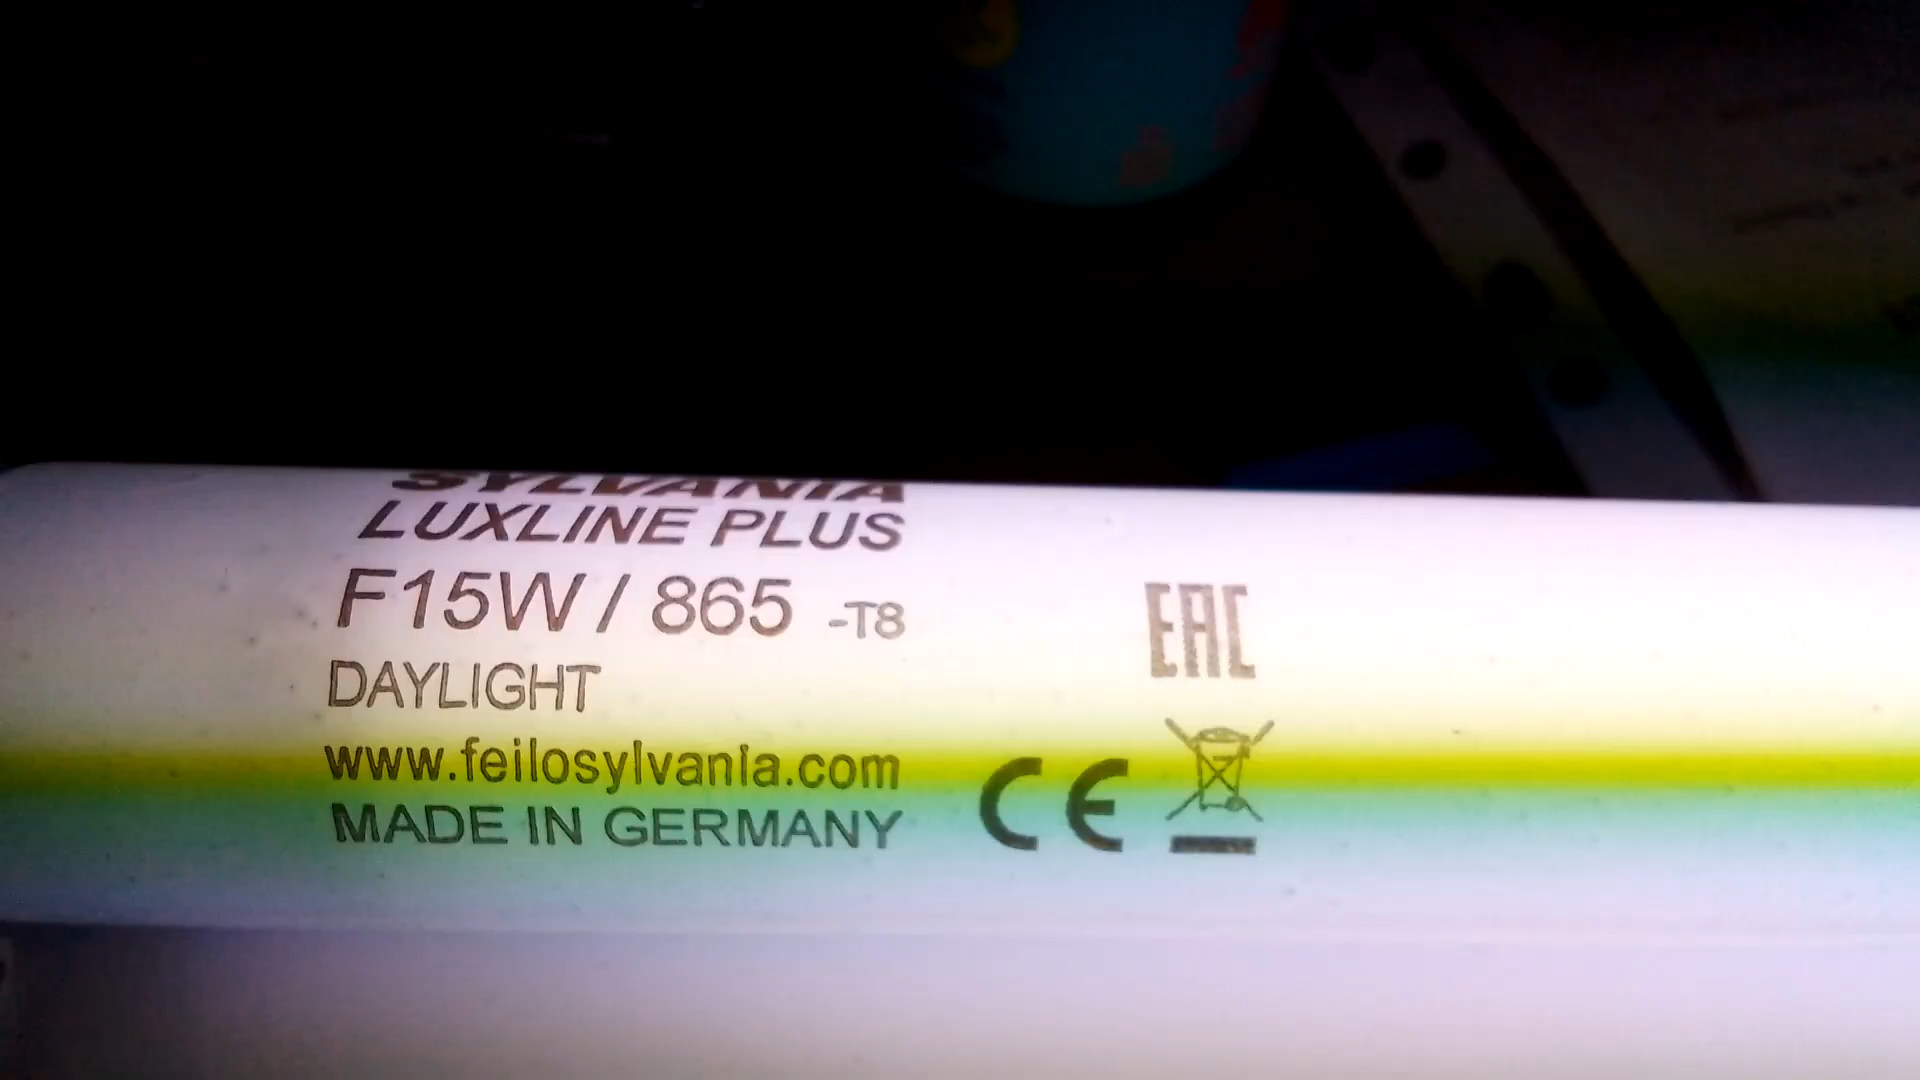 SYLVANIA
LUXLINE PLUS
F15W / 865 -T8
DAYLIGHT
www.feilosylvania.com
MADE IN GERMANY
EAC
CE